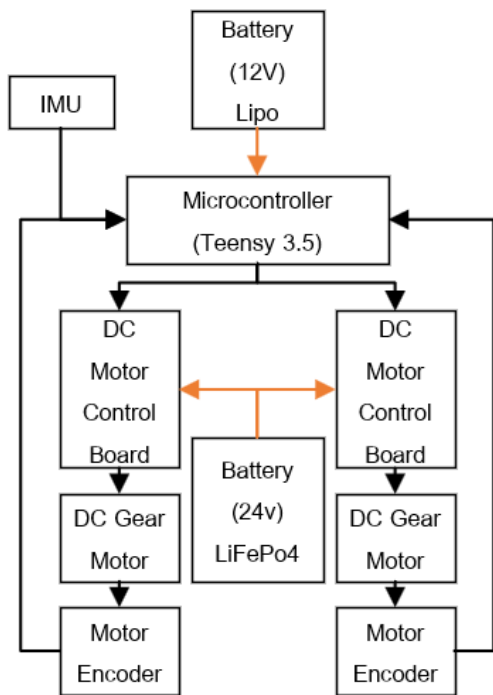 Battery
(12V)
Lipo
IMU
Microcontroller
(Teensy 3.5)
DC
Motor
Control
Board
DC
Motor
Control
Board
Battery
(24v)
LiFePo4
DC Gear
Motor
DC Gear
Motor
Motor
Encoder
Motor
Encoder